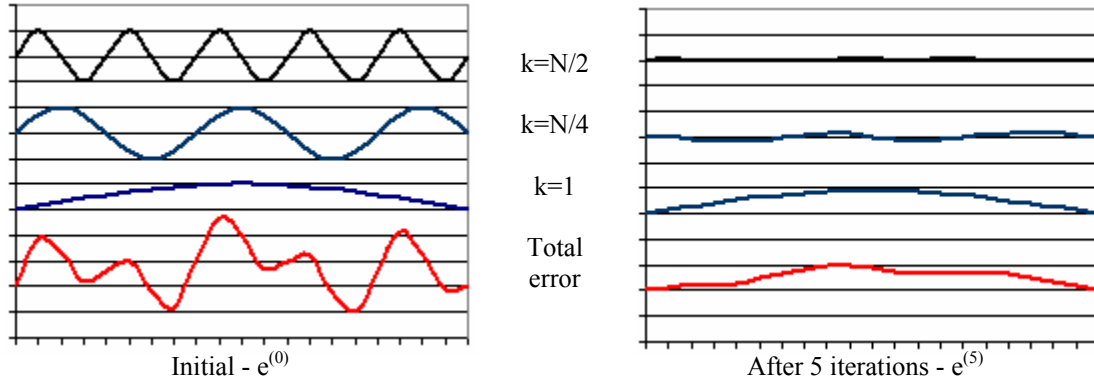 k=N/2
k=N/4
k=1
Total
error
Initial - e⁽⁰⁾
After 5 iterations - e⁽⁵⁾